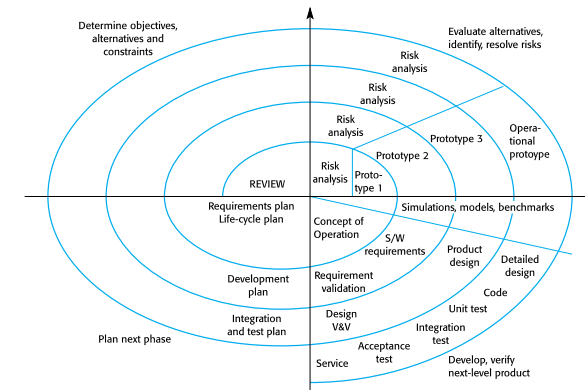 Determine objectives,
alternatives and
constraints
Evaluate alternatives,
identify, resolve risks
Risk
analysis
Risk
analysis
Risk
analysis
Risk
analysis
Proto-
type 1
Prototype 2
Prototype 3
Opera-
tional
protoype
REVIEW
Requirements plan
Life-cycle plan
Simulations, models, benchmarks
Concept of
Operation
S/W
requirements
Product
design
Detailed
design
Requirement
validation
Development
plan
Code
Unit test
Design
V&V
Integration
and test plan
Integration
test
Acceptance
test
Service
Plan next phase
Develop, verify
next-level product